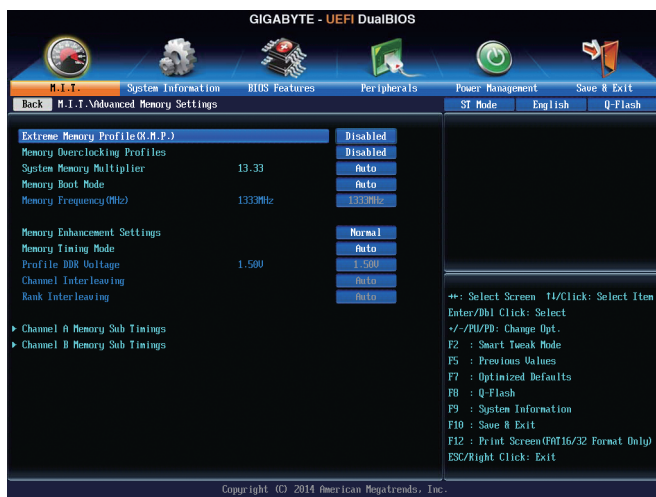 GIGABYTE - UEFI DualBIOS
M.I.T. System Information BIOS Features Peripherals Power Management Save & Exit
Back M.I.T.\Advanced Memory Settings ST Mode English Q-Flash
Extreme Memory Profile(X.M.P.) Disabled
Memory Overclocking Profiles Disabled
System Memory Multiplier 13.33 Auto
Memory Boot Mode Auto
Memory Frequency(MHz) 1333MHz 1333MHz
Memory Enhancement Settings Normal
Memory Timing Mode Auto
Profile DDR Voltage 1.50V 1.50V
Channel Interleaving Auto
Rank Interleaving Auto
Channel A Memory Sub Timings
Channel B Memory Sub Timings
→←: Select Screen ↑↓/Click: Select Item
Enter/Dbl Click: Select
+/-/PU/PD: Change Opt.
F2 : Smart Tweak Mode
F5 : Previous Values
F7 : Optimized Defaults
F8 : Q-Flash
F9 : System Information
F10 : Save & Exit
F12 : Print Screen(FAT16/32 Format Only)
ESC/Right Click: Exit
Copyright (C) 2014 American Megatrends, Inc.